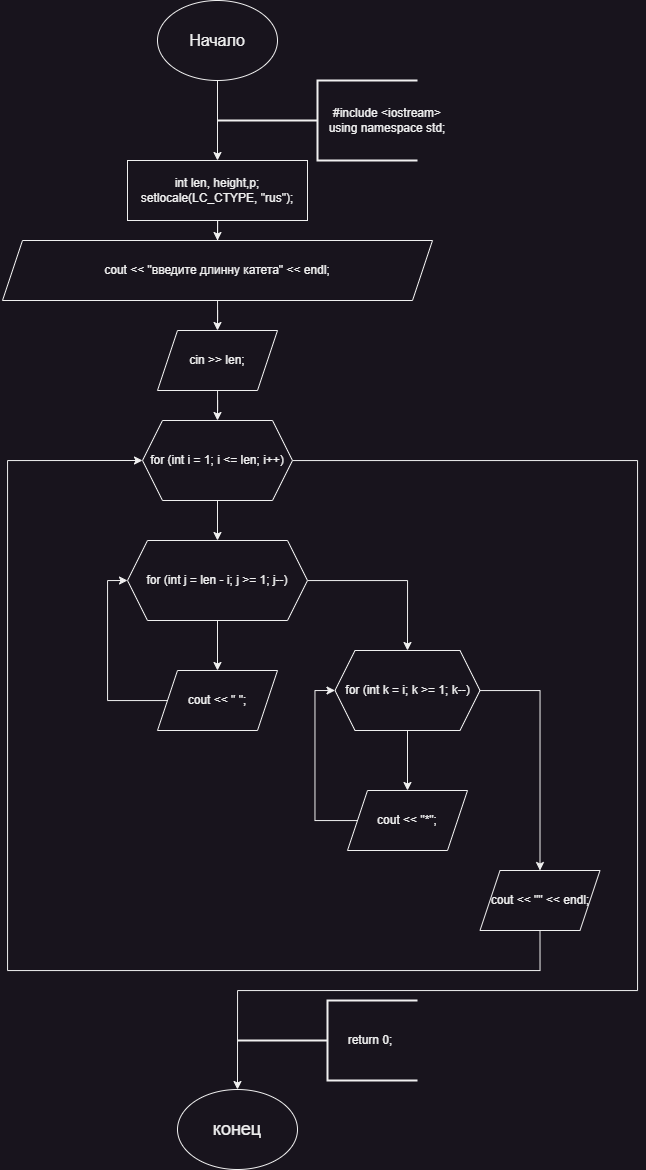 Начало
#include <iostream>
using namespace std;
int len, height,p;
setlocale(LC_CTYPE, "rus");
cout << "введите длинну катета" << endl;
cin >> len;
for (int i = 1; i <= len; i++)
for (int j = len - i; j >= 1; j--)
cout << " ";
for (int k = i; k >= 1; k--)
cout << "*";
cout << "" << endl;
return 0;
конец